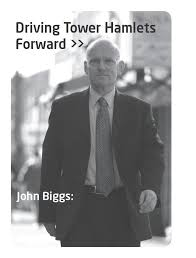 Driving Tower Hamlets
Forward >>
John Biggs: